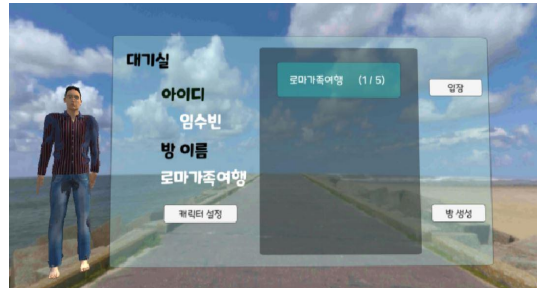 대기실
아이디
임수빈
방 이름
로마가족여행
캐릭터 설정
로마가족여행 (1 / 5)
입장
방 생성